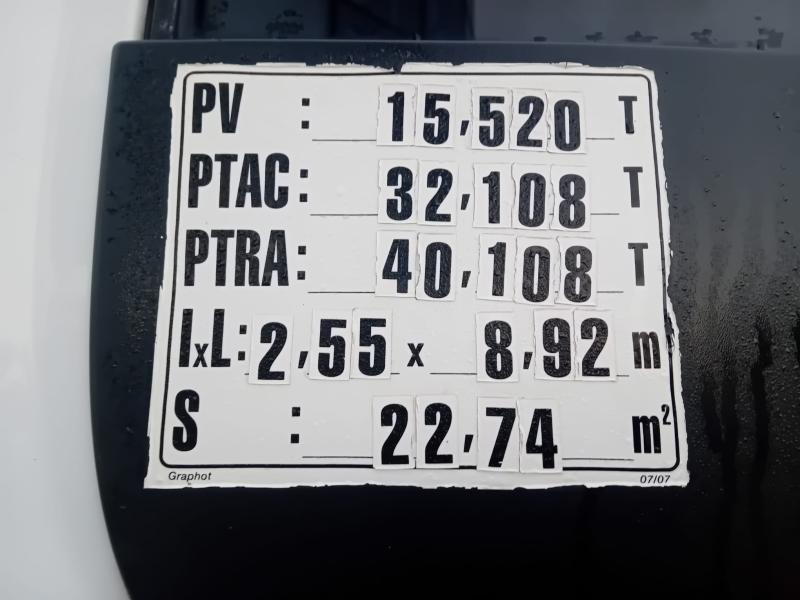 PV : 15,520 T
PTAC: 32,108 T
PTRA: 40,108 T
lxL: 2,55 x 8,92 m
S : 22,74 m²
Graphot 07/07